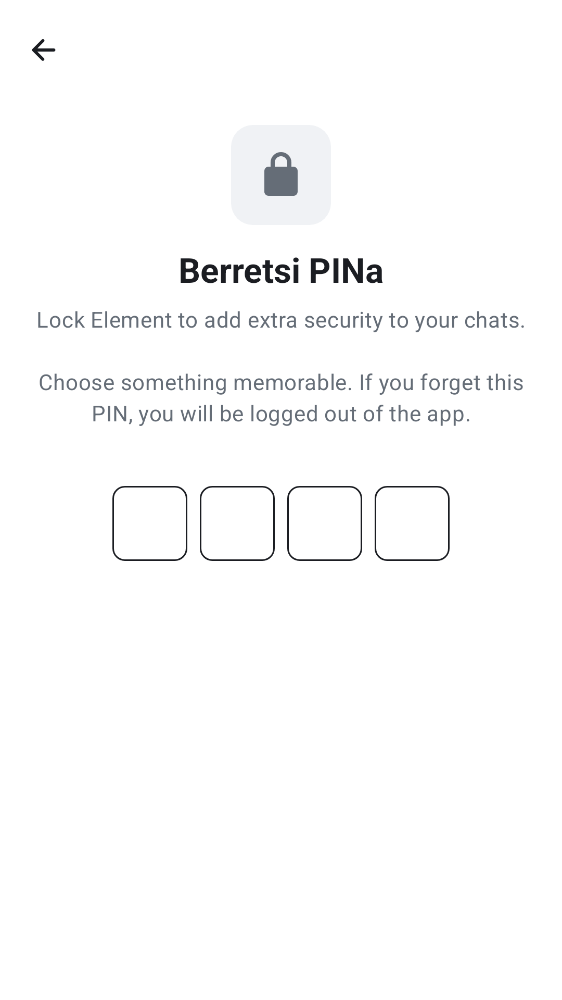 Berretsi PINa
Lock Element to add extra security to your chats.
Choose something memorable. If you forget this
PIN, you will be logged out of the app.